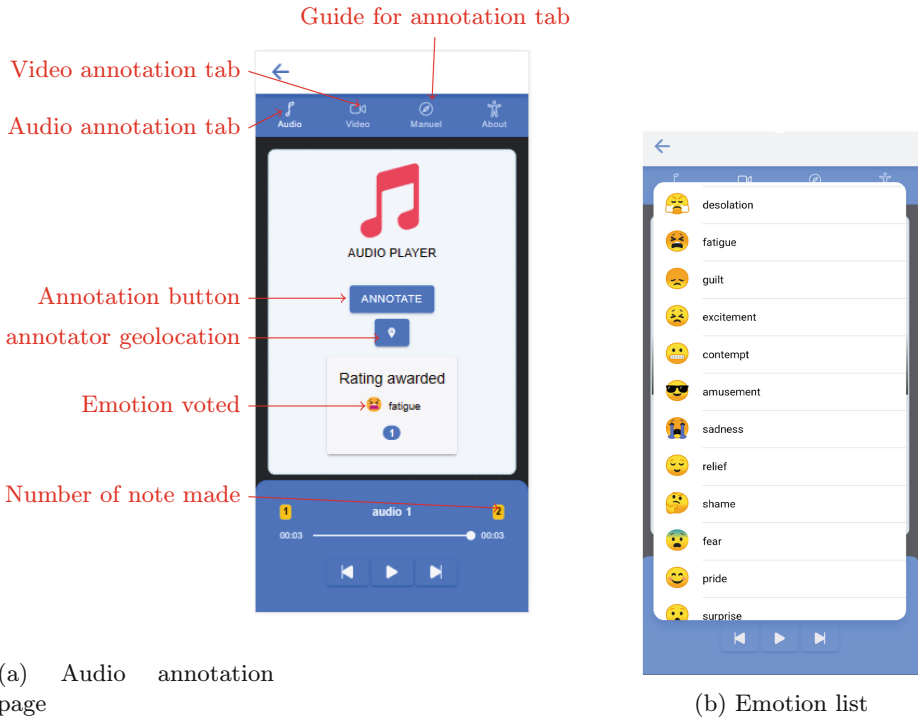 Guide for annotation tab
Video annotation tab
Audio annotation tab
Audio
Video
Manuel
About
AUDIO PLAYER
Annotation button
ANNOTATE
annotator geolocation
Rating awarded
Emotion voted
fatigue
1
Number of note made
1
audio 1
2
00:03
00:03
(a) Audio annotation
page
desolation
fatigue
guilt
excitement
contempt
amusement
sadness
relief
shame
fear
pride
surprise
(b) Emotion list